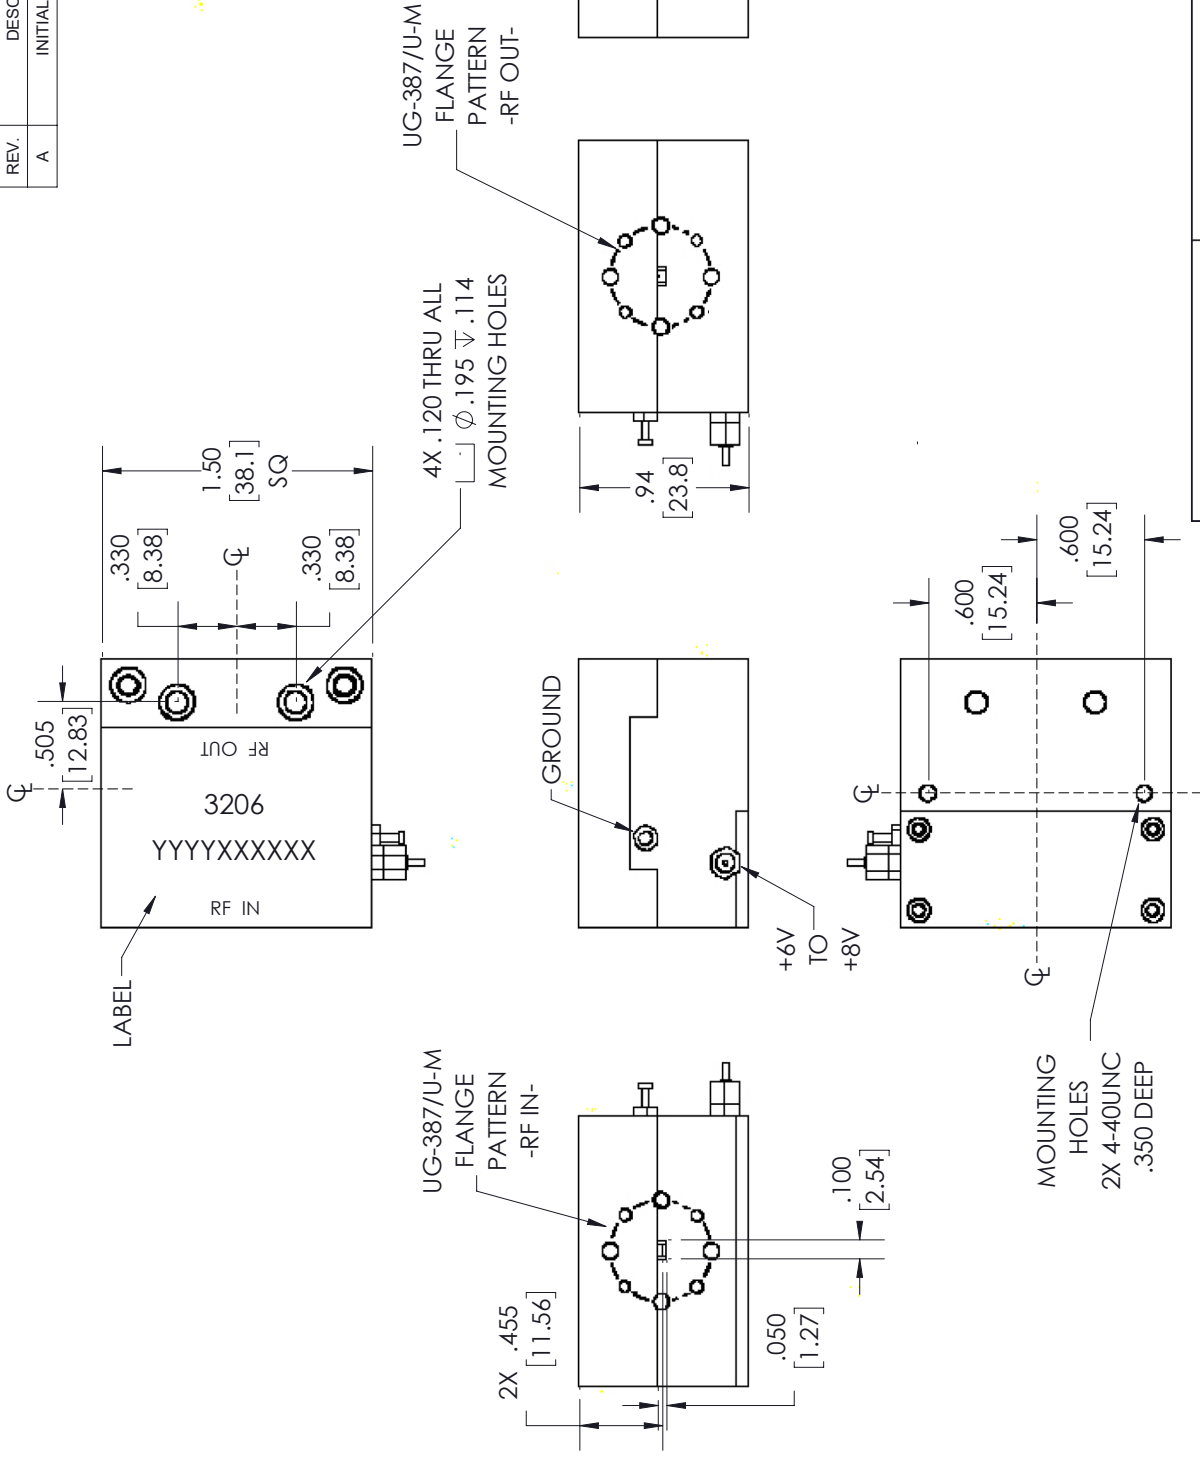 REV.
DESC
A
INITIAL
UG-387/U-M
FLANGE
PATTERN
-RF OUT-
4X .120 THRU ALL
⌴ ⌀ .195 ↧ .114
MOUNTING HOLES
1.50
[38.1]
SQ
.330
[8.38]
℄
.330
[8.38]
.505
[12.83]
℄
RF OUT
3206
YYYYXXXXXX
RF IN
LABEL
.94
[23.8]
GROUND
+6V
TO
+8V
.600
[15.24]
.600
[15.24]
℄
℄
MOUNTING
HOLES
2X 4-40UNC
.350 DEEP
UG-387/U-M
FLANGE
PATTERN
-RF IN-
.100
[2.54]
2X .455
[11.56]
.050
[1.27]